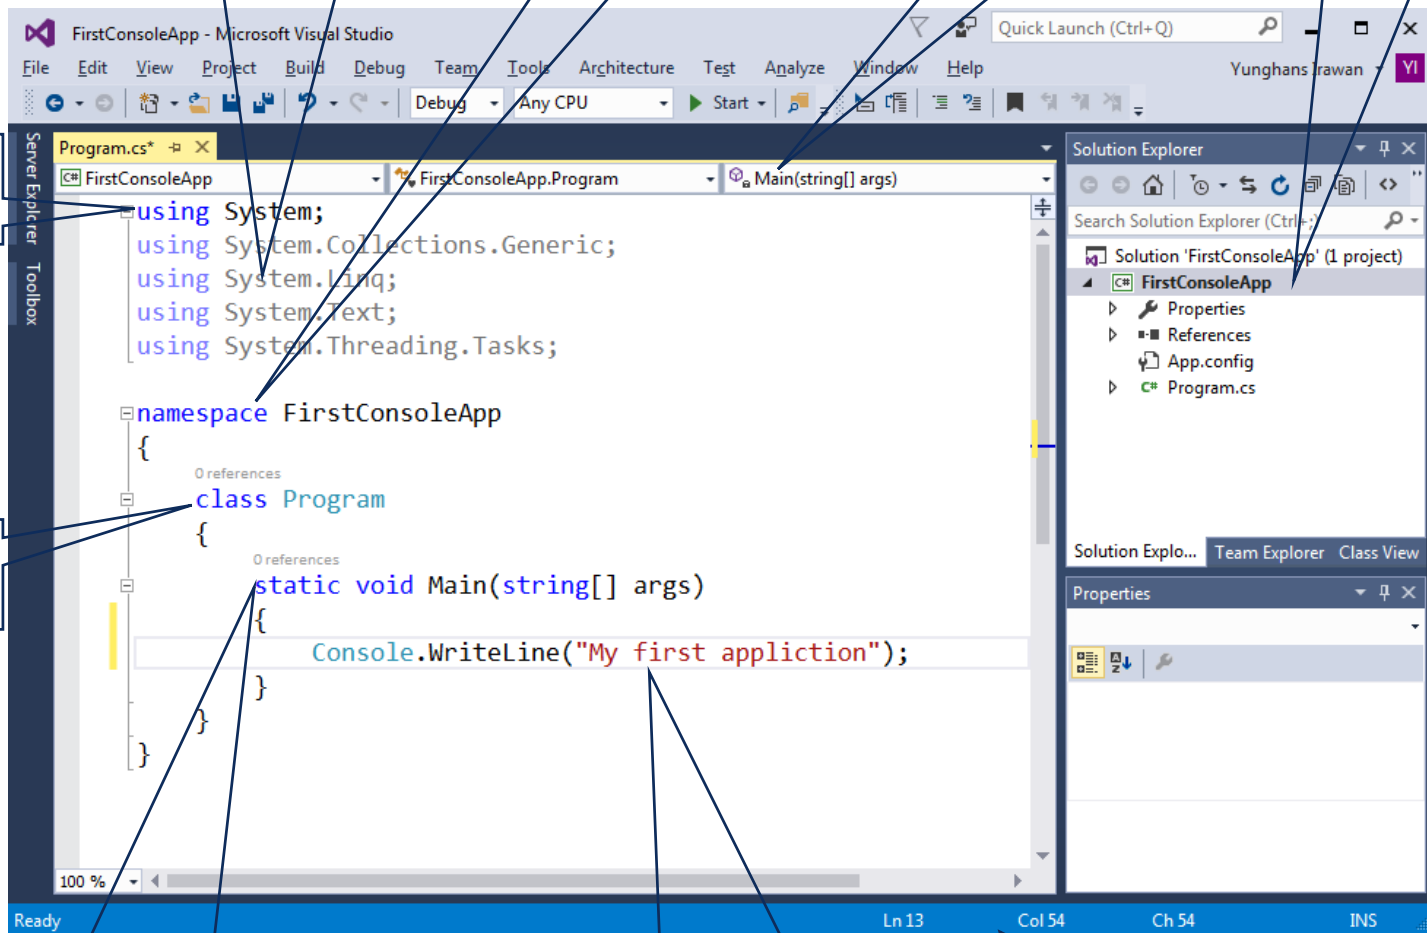 FirstConsoleApp - Microsoft Visual Studio
Quick Launch (Ctrl+Q)
File Edit View Project Build Debug Team Tools Architecture Test Analyze Window Help
Yunghans Irawan YI
Debug Any CPU Start
Server Explorer
Toolbox
Program.cs*
C# FirstConsoleApp FirstConsoleApp.Program Main(string[] args)
using System;
using System.Collections.Generic;
using System.Linq;
using System.Text;
using System.Threading.Tasks;
namespace FirstConsoleApp
{
0 references
class Program
{
0 references
static void Main(string[] args)
{
Console.WriteLine("My first appliction");
}
}
}
100 %
Solution Explorer
Search Solution Explorer (Ctrl+;)
Solution 'FirstConsoleApp' (1 project)
C# FirstConsoleApp
Properties
References
App.config
C# Program.cs
Solution Explo... Team Explorer Class View
Properties
Ready Ln 13 Col 54 Ch 54 INS